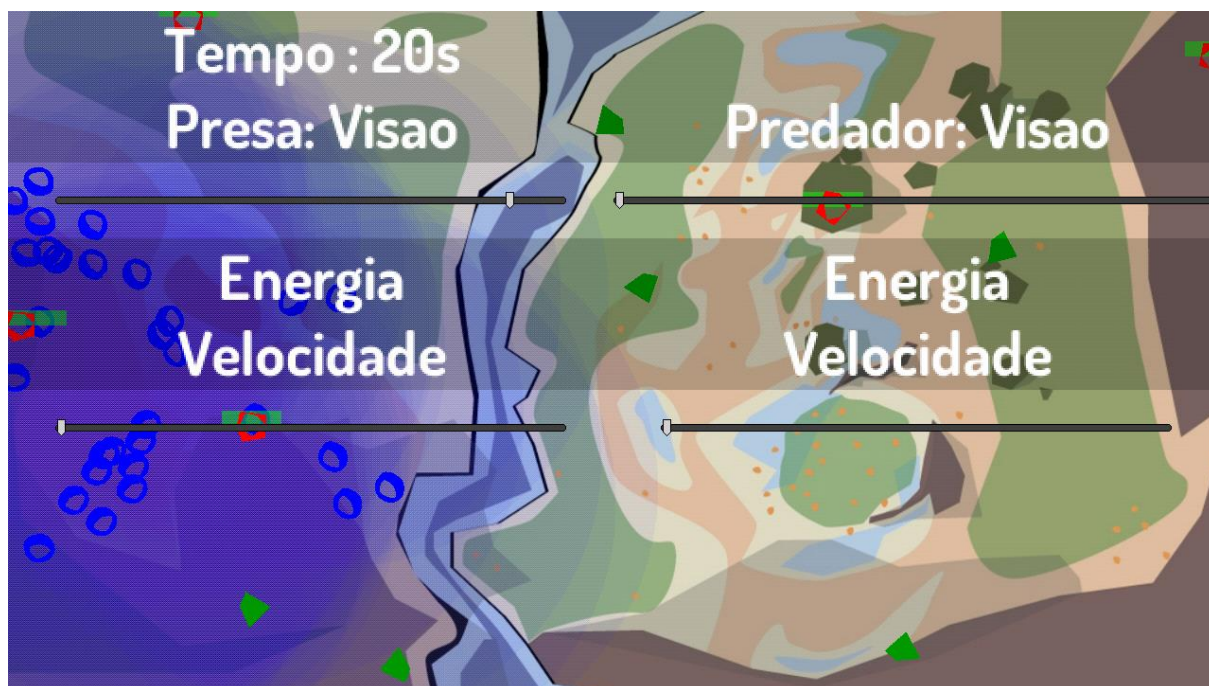 Tempo : 20s
Presa: Visao
Predador: Visao
Energia
Velocidade
Energia
Velocidade